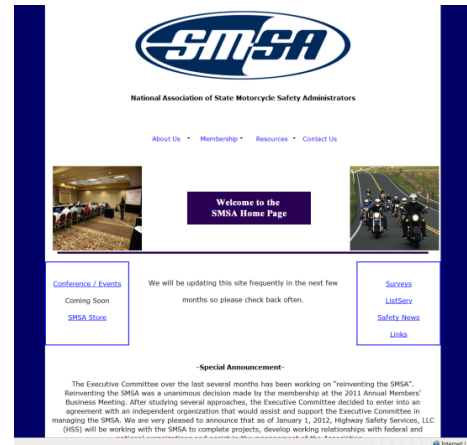 SMSA
National Association of State Motorcycle Safety Administrators
About Us Membership Resources Contact Us
Welcome to the
SMSA Home Page
Conference / Events
Coming Soon
SMSA Store
We will be updating this site frequently in the next few
months so please check back often.
Surveys
ListServ
Safety News
Links
-Special Announcement-
The Executive Committee over the last several months has been working on "reinventing the SMSA".
Reinventing the SMSA was a unanimous decision made by the membership at the 2011 Annual Members'
Business Meeting. After studying several approaches, the Executive Committee decided to enter into an
agreement with an independent organization that would assist and support the Executive Committee in
managing the SMSA. We are very pleased to announce that as of January 1, 2012, Highway Safety Services, LLC
(HSS) will be working with the SMSA to complete projects, develop working relationships with federal and